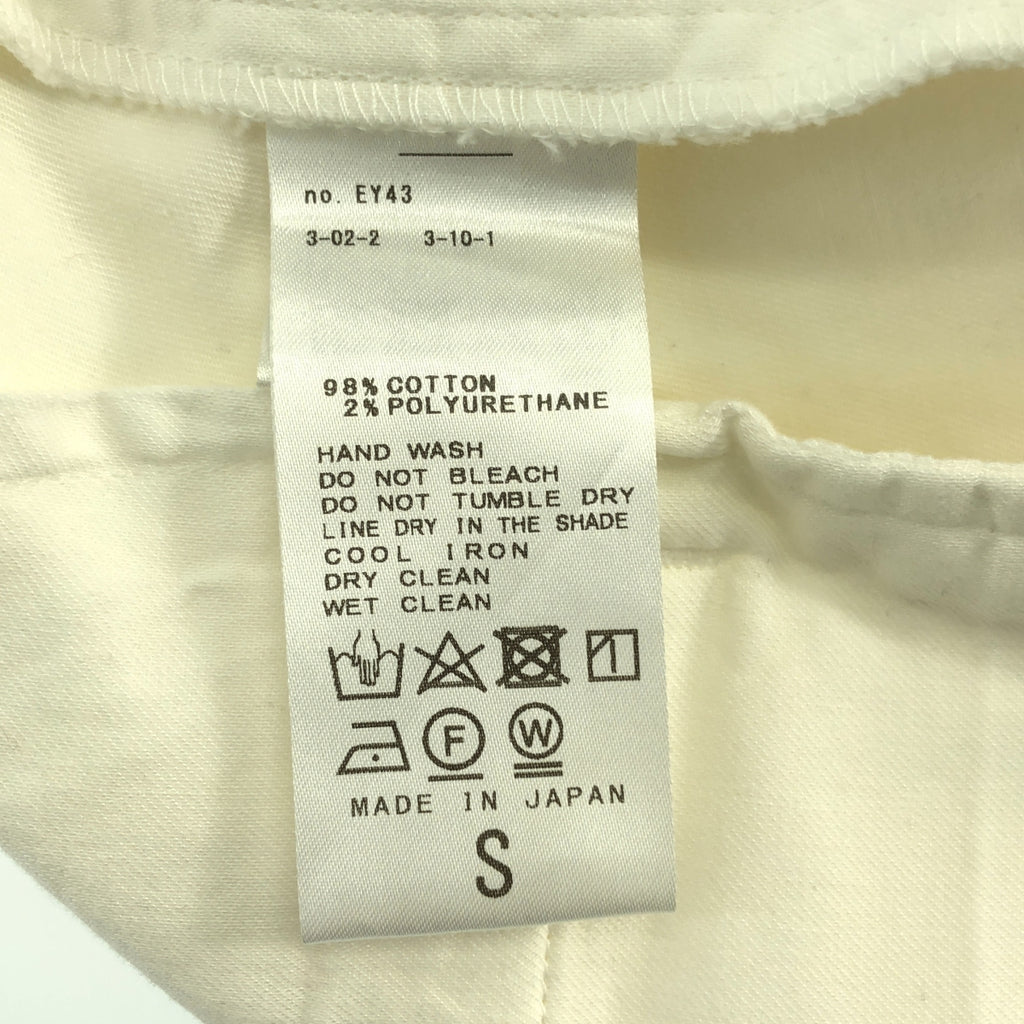 no. EY43
3-02-2 3-10-1
98% COTTON
2% POLYURETHANE
HAND WASH
DO NOT BLEACH
DO NOT TUMBLE DRY
LINE DRY IN THE SHADE
COOL IRON
DRY CLEAN
WET CLEAN
F W
MADE IN JAPAN
S